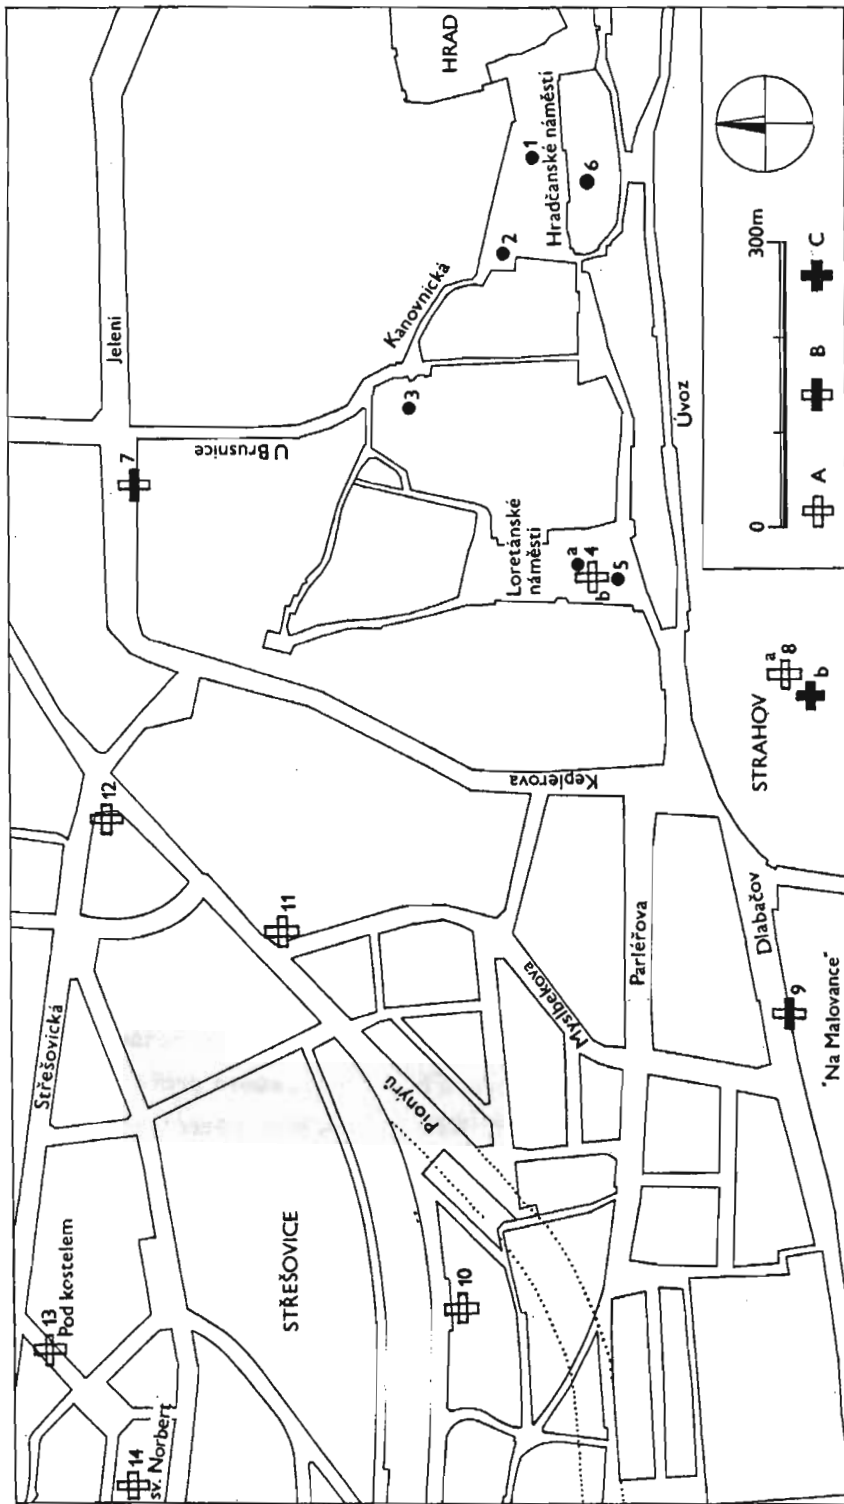 13
Pod kostelem
14
sv. Norbert
Střešovická
12
7
Jelení
STŘEŠOVICE
11
U Brusnice
Kanovnická
HRAD
10
Pionýrů
3
2
1
Hradčanské náměstí
6
Myslbekova
Keplerova
Loretánské
náměstí
a
4
b
5
Parléřova
Úvoz
9
"Na Malovance"
Dlabačov
STRAHOV
a
8
b
0
300m
A
B
C